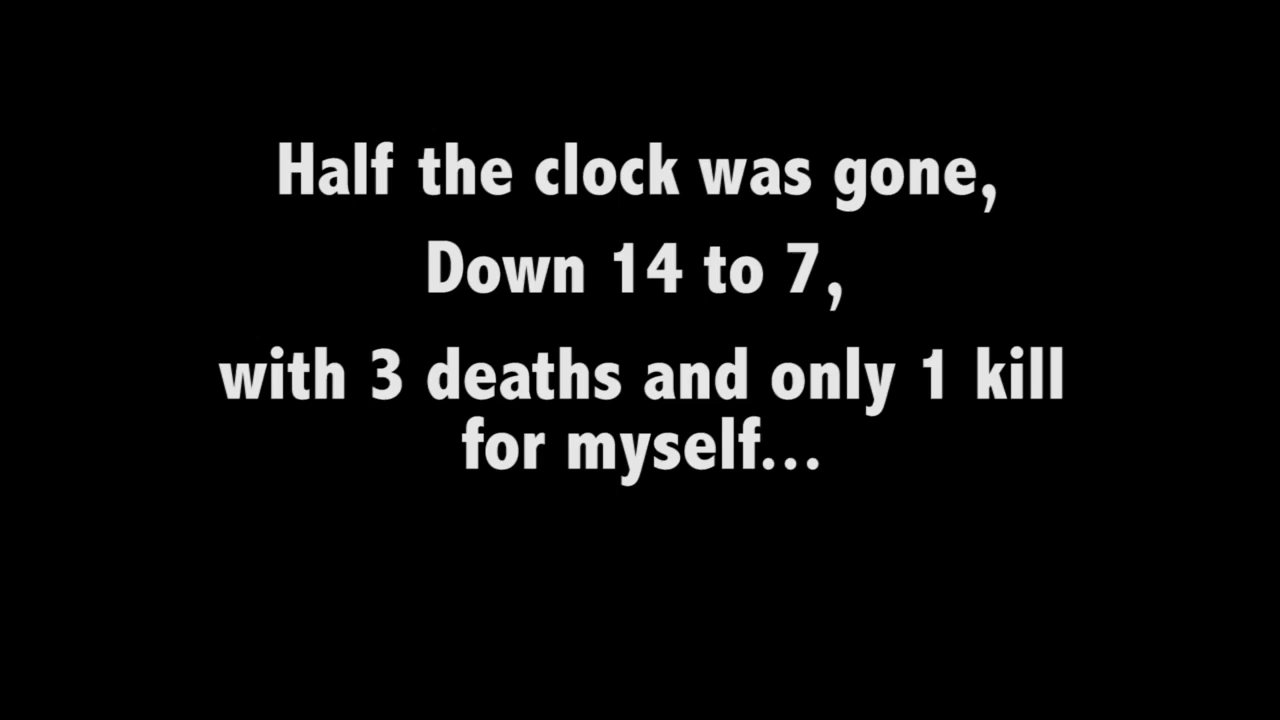 Half the clock was gone,
Down 14 to 7,
with 3 deaths and only 1 kill
for myself...